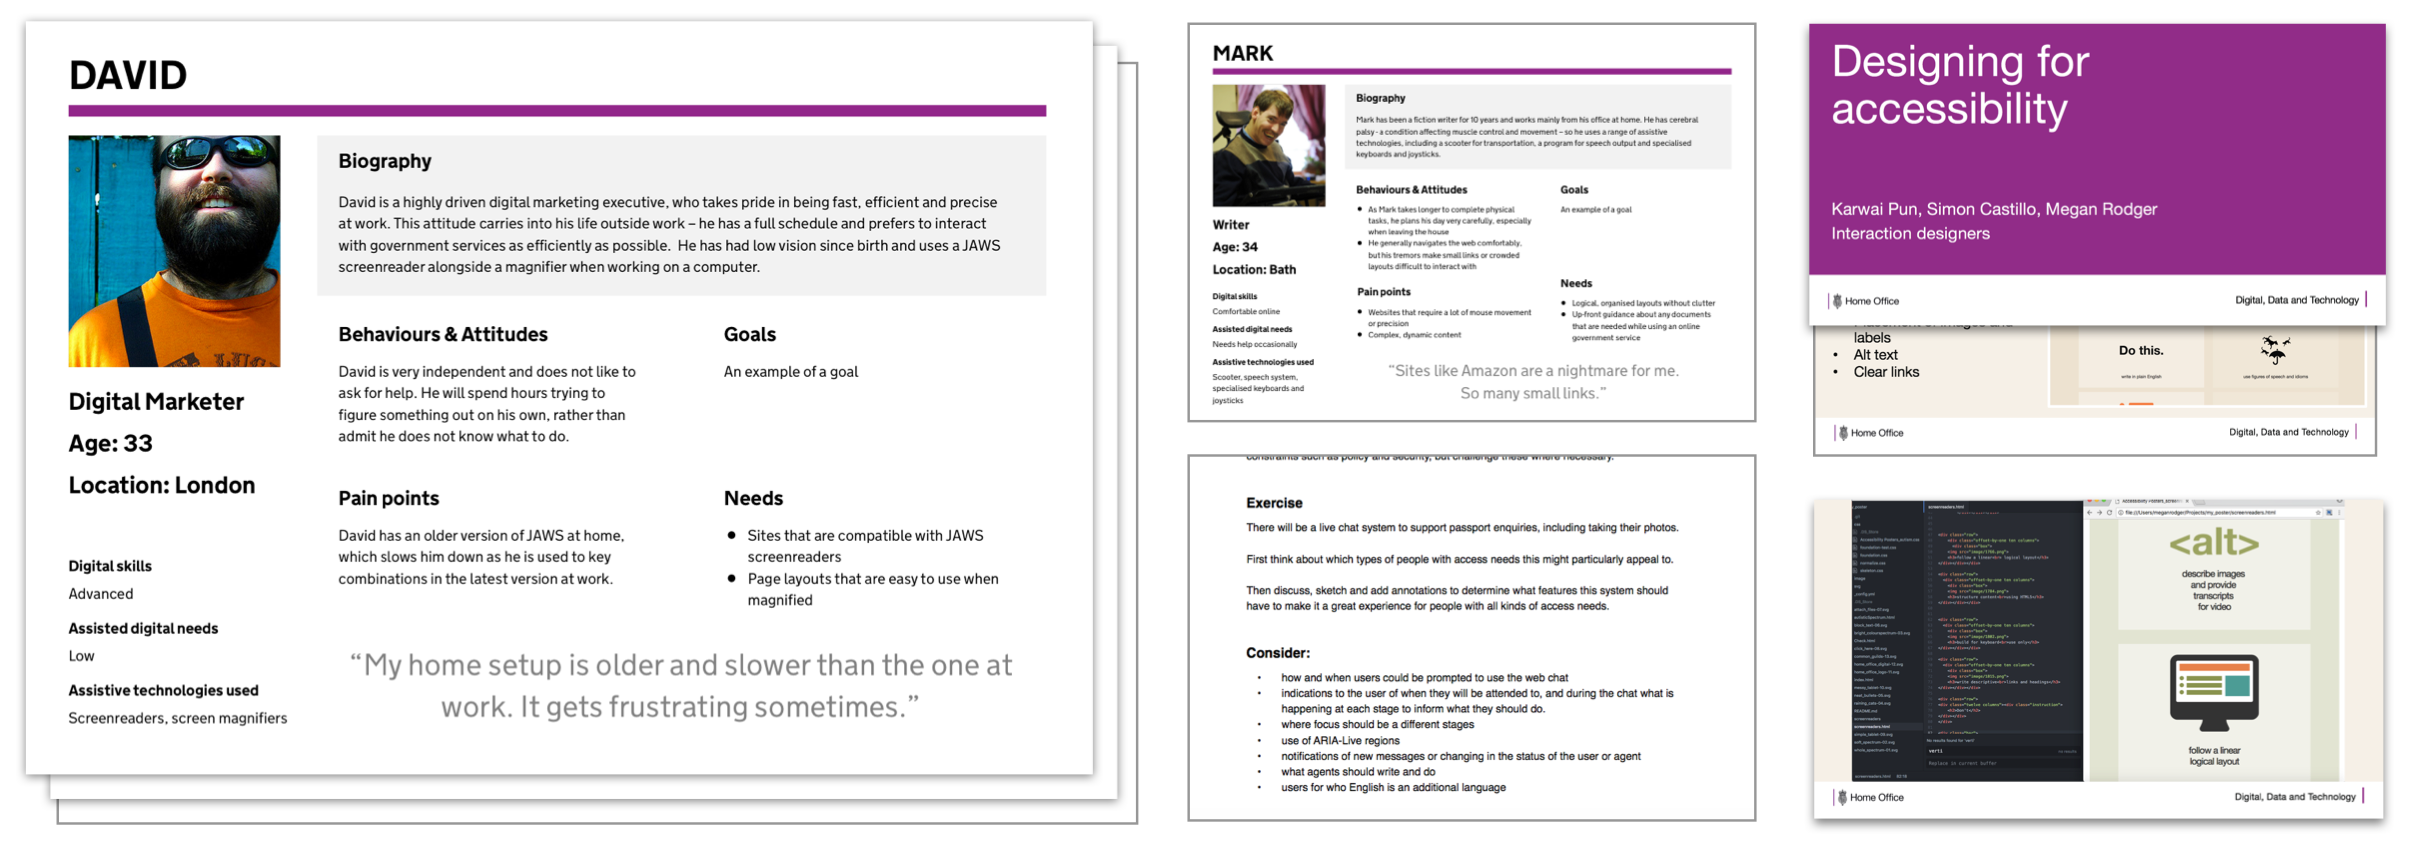 DAVID
Biography
David is a highly driven digital marketing executive, who takes pride in being fast, efficient and precise
at work. This attitude carries into his life outside work – he has a full schedule and prefers to interact
with government services as efficiently as possible.  He has had low vision since birth and uses a JAWS
screenreader alongside a magnifier when working on a computer.
Digital Marketer
Age: 33
Location: London
Digital skills
Advanced
Assisted digital needs
Low
Assistive technologies used
Screenreaders, screen magnifiers
Behaviours & Attitudes
David is very independent and does not like to
ask for help. He will spend hours trying to
figure something out on his own, rather than
admit he does not know what to do.
Goals
An example of a goal
Pain points
David has an older version of JAWS at home,
which slows him down as he is used to key
combinations in the latest version at work.
Needs
● Sites that are compatible with JAWS
screenreaders
● Page layouts that are easy to use when
magnified
“My home setup is older and slower than the one at
work. It gets frustrating sometimes.”
MARK
Biography
Mark has been a fiction writer for 10 years and works mainly from his office at home. He has cerebral
palsy - a condition affecting muscle control and movement – so he uses a range of assistive
technologies, including a scooter for transportation, a program for speech output and specialised
keyboards and joysticks.
Writer
Age: 34
Location: Bath
Digital skills
Comfortable online
Assisted digital needs
Needs help occasionally
Assistive technologies used
Scooter, speech system,
specialised keyboards and
joysticks
Behaviours & Attitudes
● As Mark takes longer to complete physical
tasks, he plans his day very carefully, especially
when leaving the house
● He generally navigates the web comfortably,
but his tremors make small links or crowded
layouts difficult to interact with
Goals
An example of a goal
Pain points
● Websites that require a lot of mouse movement
or precision
● Complex, dynamic content
Needs
● Logical, organised layouts without clutter
● Up-front guidance about any documents
that are needed while using an online
government service
“Sites like Amazon are a nightmare for me.
So many small links.”
constraints such as policy and security, but challenge these where necessary.
Exercise
There will be a live chat system to support passport enquiries, including taking their photos.
First think about which types of people with access needs this might particularly appeal to.
Then discuss, sketch and add annotations to determine what features this system should
have to make it a great experience for people with all kinds of access needs.
Consider:
• how and when users could be prompted to use the web chat
• indications to the user of when they will be attended to, and during the chat what is
happening at each stage to inform what they should do.
• where focus should be a different stages
• use of ARIA-Live regions
• notifications of new messages or changing in the status of the user or agent
• what agents should write and do
• users for who English is an additional language
Designing for
accessibility
Karwai Pun, Simon Castillo, Megan Rodger
Interaction designers
Home Office
Digital, Data and Technology
Placement of images and
labels
• Alt text
• Clear links
Do this.
write in plain English
use figures of speech and idioms
Home Office
Digital, Data and Technology
<alt>
describe images
and provide
transcripts
for video
follow a linear
logical layout
Home Office
Digital, Data and Technology